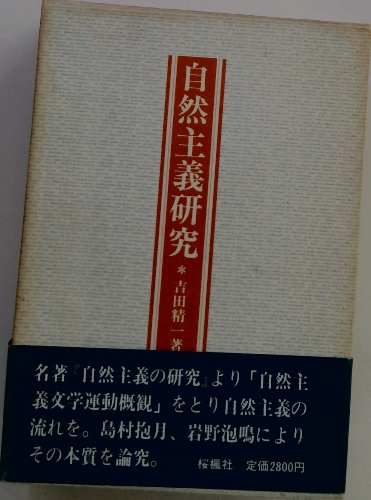 自然主義研究
*吉田精一著
名著『自然主義の研究』より「自然主
義文学運動概観」をとり自然主義の
流れを。島村抱月、岩野泡鳴により
その本質を論究。
桜楓社 定価2800円